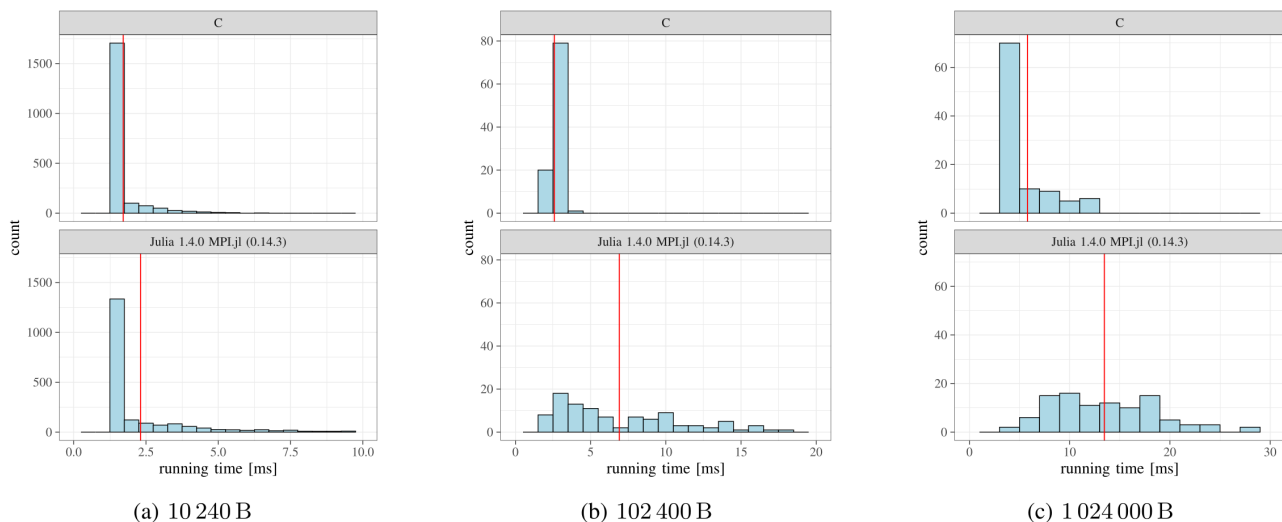 C
1500
1000
500
0
Julia 1.4.0 MPI.jl (0.14.3)
1500
1000
500
0
0.0 2.5 5.0 7.5 10.0
count
running time [ms]
(a) 10 240 B
C
80
60
40
20
0
Julia 1.4.0 MPI.jl (0.14.3)
80
60
40
20
0
0 5 10 15 20
count
running time [ms]
(b) 102 400 B
C
60
40
20
0
Julia 1.4.0 MPI.jl (0.14.3)
60
40
20
0
0 10 20 30
count
running time [ms]
(c) 1 024 000 B